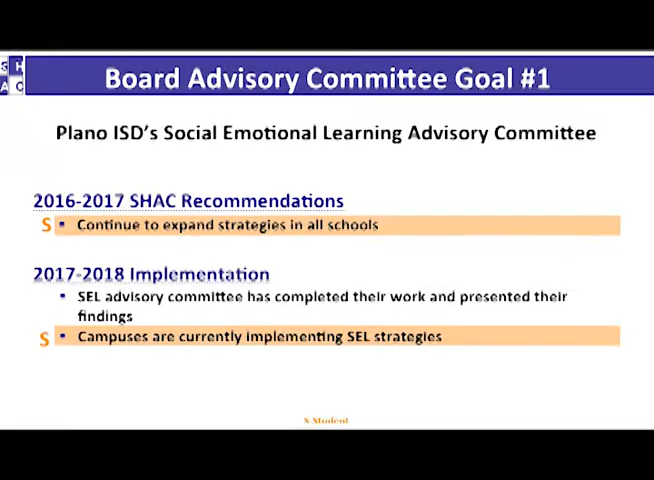 S H
A C
Board Advisory Committee Goal #1
Plano ISD's Social Emotional Learning Advisory Committee
2016-2017 SHAC Recommendations
S ▪ Continue to expand strategies in all schools
2017-2018 Implementation
▪ SEL advisory committee has completed their work and presented their
findings
S ▪ Campuses are currently implementing SEL strategies
S-Student